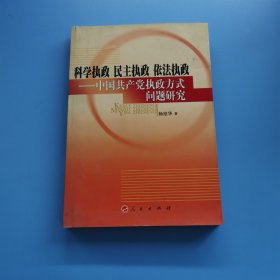 科学执政 民主执政 依法执政
——中国共产党执政方式
问题研究
著
人民出版社